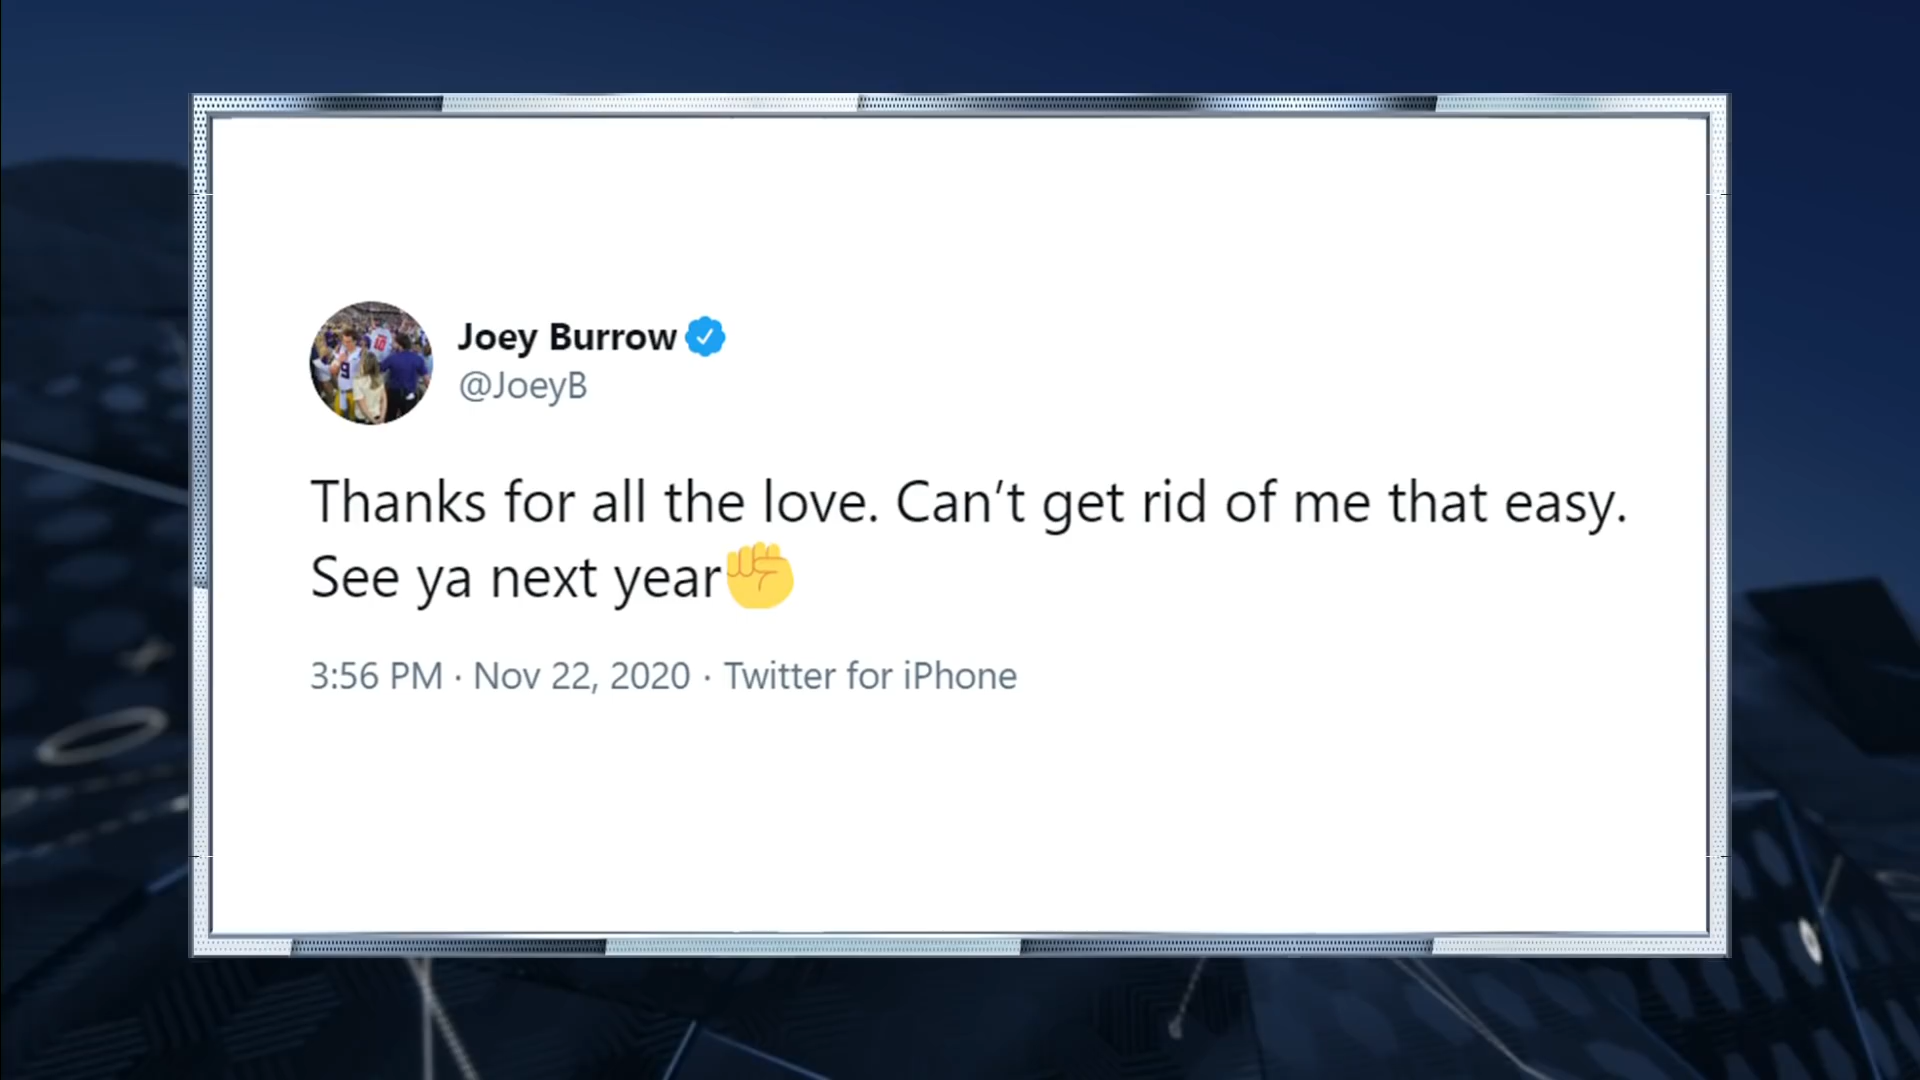 Joey Burrow
@JoeyB
Thanks for all the love. Can’t get rid of me that easy.
See ya next year✊
3:56 PM · Nov 22, 2020 · Twitter for iPhone